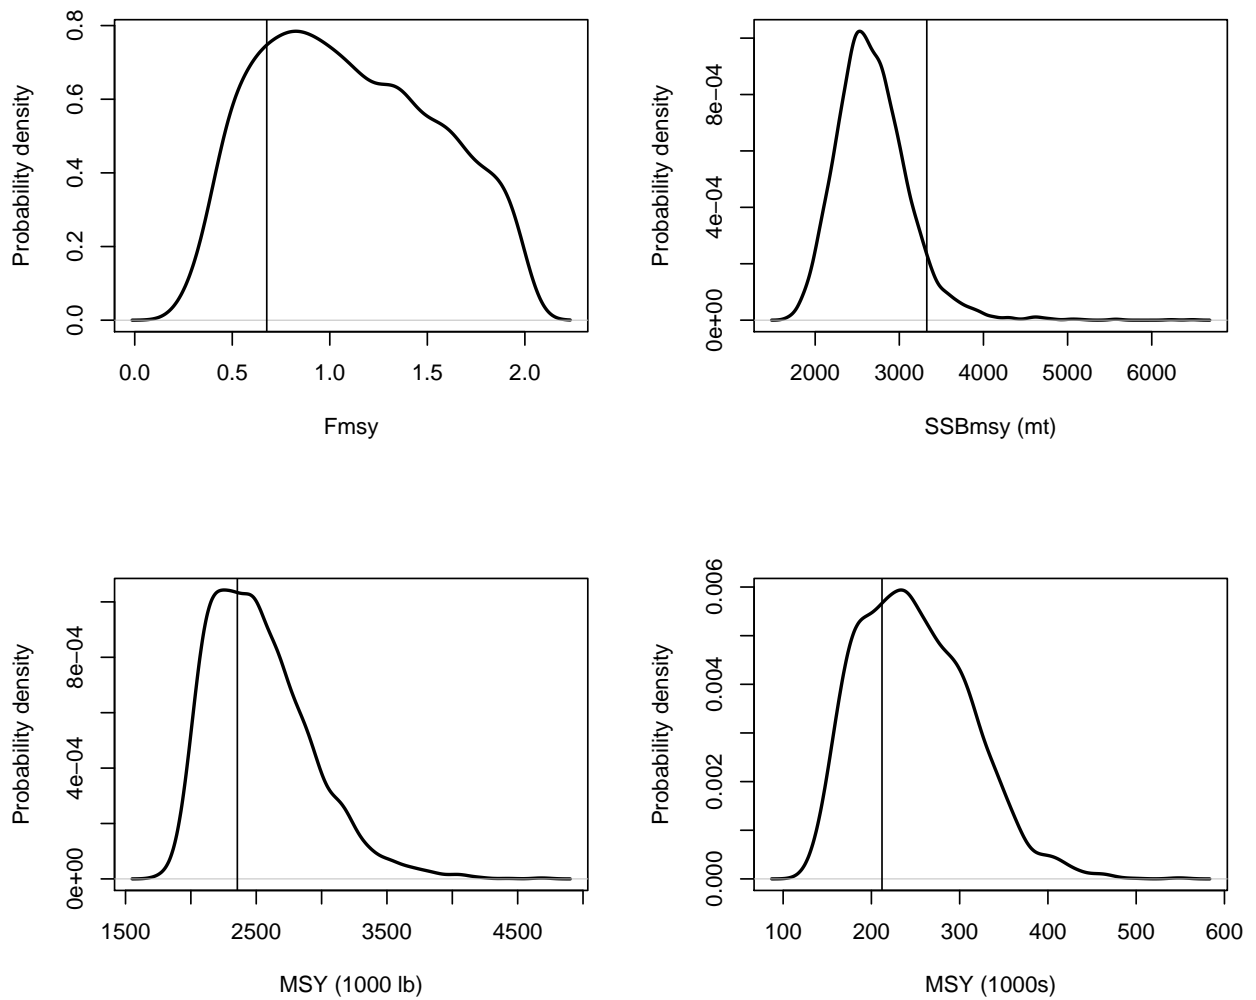 Probability density
0.0 0.2 0.4 0.6 0.8
0.0 0.5 1.0 1.5 2.0
Fmsy
Probability density
0e+00 4e−04 8e−04
2000 3000 4000 5000 6000
SSBmsy (mt)
Probability density
0e+00 4e−04 8e−04
1500 2500 3500 4500
MSY (1000 lb)
Probability density
0.000 0.002 0.004 0.006
100 200 300 400 500 600
MSY (1000s)